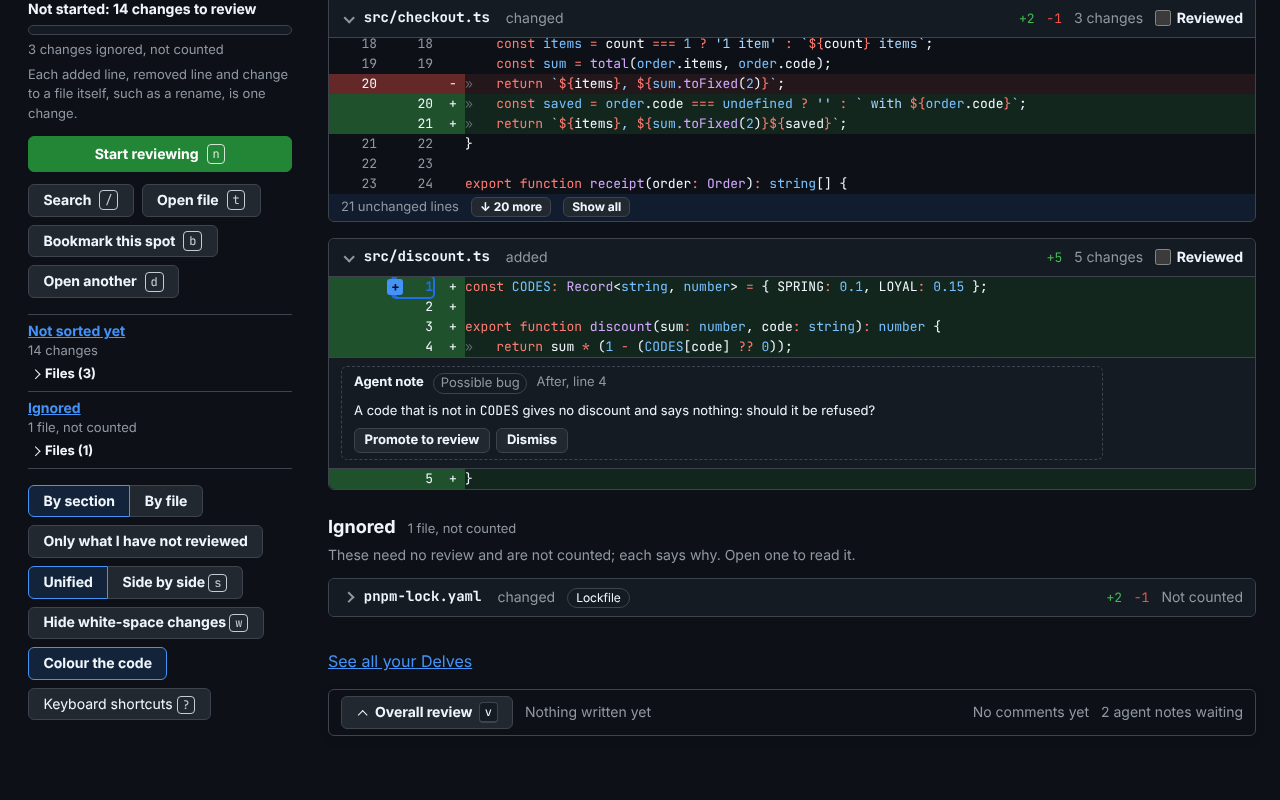 Not started: 14 changes to review
3 changes ignored, not counted
Each added line, removed line and change
to a file itself, such as a rename, is one
change.
Start reviewing n
Search / Open file t
Bookmark this spot b
Open another d
Not sorted yet
14 changes
Files (3)
Ignored
1 file, not counted
Files (1)
By section By file
Only what I have not reviewed
Unified Side by side s
Hide white-space changes w
Colour the code
Keyboard shortcuts ?
src/checkout.ts changed +2 -1 3 changes Reviewed
18 18 const items = count === 1 ? '1 item' : `${count} items`;
19 19 const sum = total(order.items, order.code);
20 -» return `${items}, ${sum.toFixed(2)}`;
20 +» const saved = order.code === undefined ? '' : ` with ${order.code}`;
21 +» return `${items}, ${sum.toFixed(2)}${saved}`;
21 22 }
22 23
23 24 export function receipt(order: Order): string[] {
21 unchanged lines ↓ 20 more Show all
src/discount.ts added +5 5 changes Reviewed
+ 1 +const CODES: Record<string, number> = { SPRING: 0.1, LOYAL: 0.15 };
2 +
3 +export function discount(sum: number, code: string): number {
4 +» return sum * (1 - (CODES[code] ?? 0));
Agent note Possible bug After, line 4
A code that is not in CODES gives no discount and says nothing: should it be refused?
Promote to review Dismiss
5 +}
Ignored 1 file, not counted
These need no review and are not counted; each says why. Open one to read it.
pnpm-lock.yaml changed Lockfile +2 -1 Not counted
See all your Delves
Overall review v Nothing written yet No comments yet 2 agent notes waiting